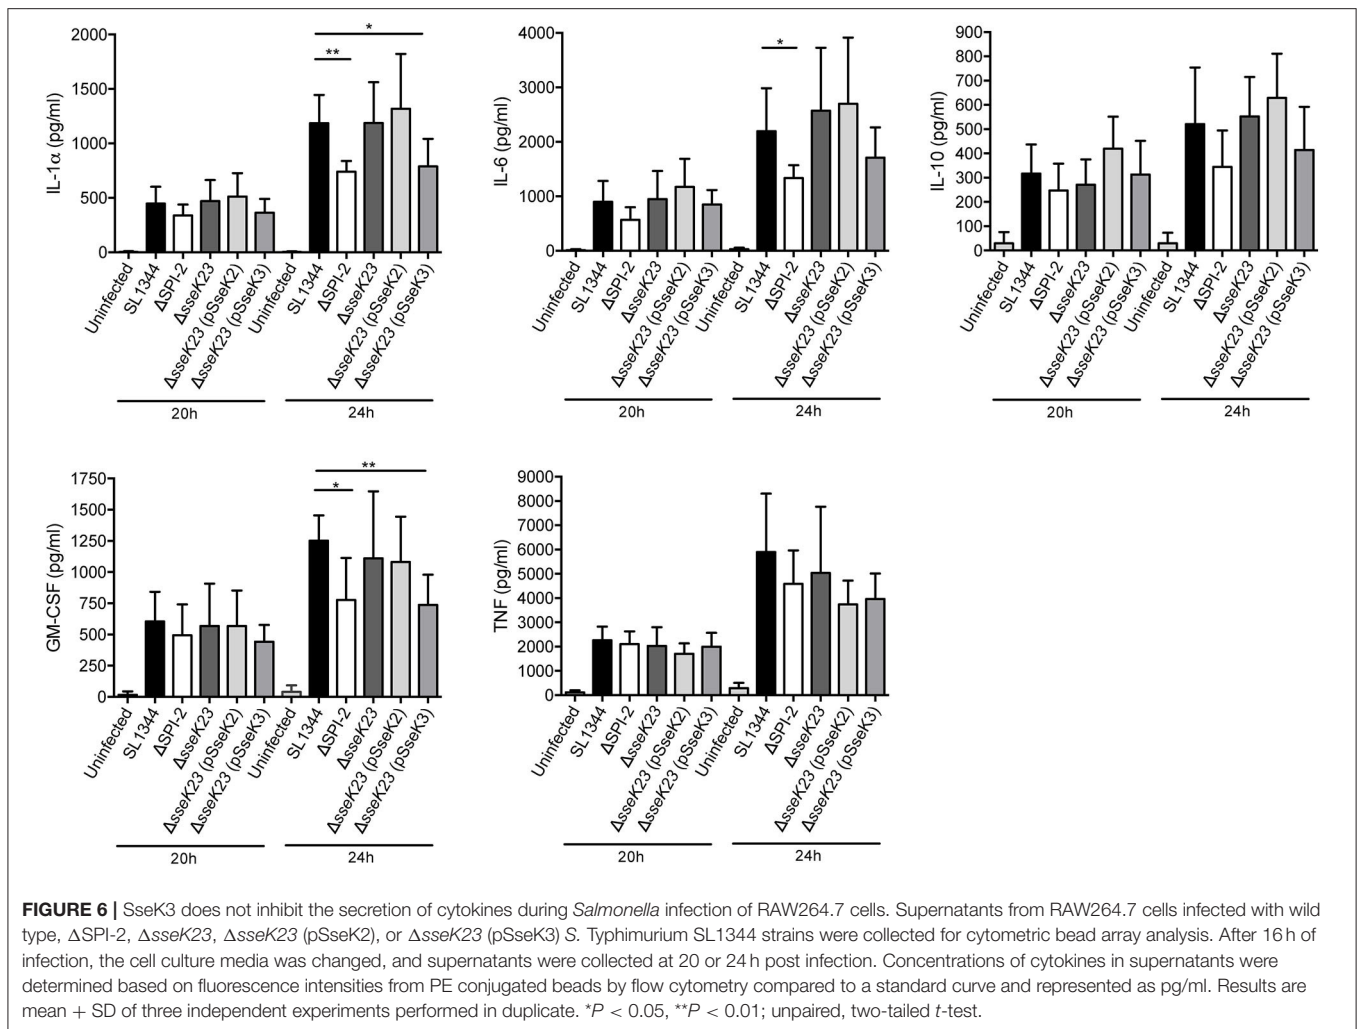 2000
1500
1000
500
0
IL-1α (pg/ml)
*
**
Uninfected
SL1344
ΔSPI-2
ΔsseK23
ΔsseK23 (pSseK2)
ΔsseK23 (pSseK3)
Uninfected
SL1344
ΔSPI-2
ΔsseK23
ΔsseK23 (pSseK2)
ΔsseK23 (pSseK3)
20h
24h
4000
3000
2000
1000
0
IL-6 (pg/ml)
*
Uninfected
SL1344
ΔSPI-2
ΔsseK23
ΔsseK23 (pSseK2)
ΔsseK23 (pSseK3)
Uninfected
SL1344
ΔSPI-2
ΔsseK23
ΔsseK23 (pSseK2)
ΔsseK23 (pSseK3)
20h
24h
900
800
700
600
500
400
300
200
100
0
IL-10 (pg/ml)
Uninfected
SL1344
ΔSPI-2
ΔsseK23
ΔsseK23 (pSseK2)
ΔsseK23 (pSseK3)
Uninfected
SL1344
ΔSPI-2
ΔsseK23
ΔsseK23 (pSseK2)
ΔsseK23 (pSseK3)
20h
24h
1750
1500
1250
1000
750
500
250
0
GM-CSF (pg/ml)
**
*
Uninfected
SL1344
ΔSPI-2
ΔsseK23
ΔsseK23 (pSseK2)
ΔsseK23 (pSseK3)
Uninfected
SL1344
ΔSPI-2
ΔsseK23
ΔsseK23 (pSseK2)
ΔsseK23 (pSseK3)
20h
24h
9000
8000
7000
6000
5000
4000
3000
2000
1000
0
TNF (pg/ml)
Uninfected
SL1344
ΔSPI-2
ΔsseK23
ΔsseK23 (pSseK2)
ΔsseK23 (pSseK3)
Uninfected
SL1344
ΔSPI-2
ΔsseK23
ΔsseK23 (pSseK2)
ΔsseK23 (pSseK3)
20h
24h
FIGURE 6 | SseK3 does not inhibit the secretion of cytokines during Salmonella infection of RAW264.7 cells. Supernatants from RAW264.7 cells infected with wild
type, ΔSPI-2, ΔsseK23, ΔsseK23 (pSseK2), or ΔsseK23 (pSseK3) S. Typhimurium SL1344 strains were collected for cytometric bead array analysis. After 16 h of
infection, the cell culture media was changed, and supernatants were collected at 20 or 24 h post infection. Concentrations of cytokines in supernatants were
determined based on fluorescence intensities from PE conjugated beads by flow cytometry compared to a standard curve and represented as pg/ml. Results are
mean + SD of three independent experiments performed in duplicate. *P < 0.05, **P < 0.01; unpaired, two-tailed t-test.